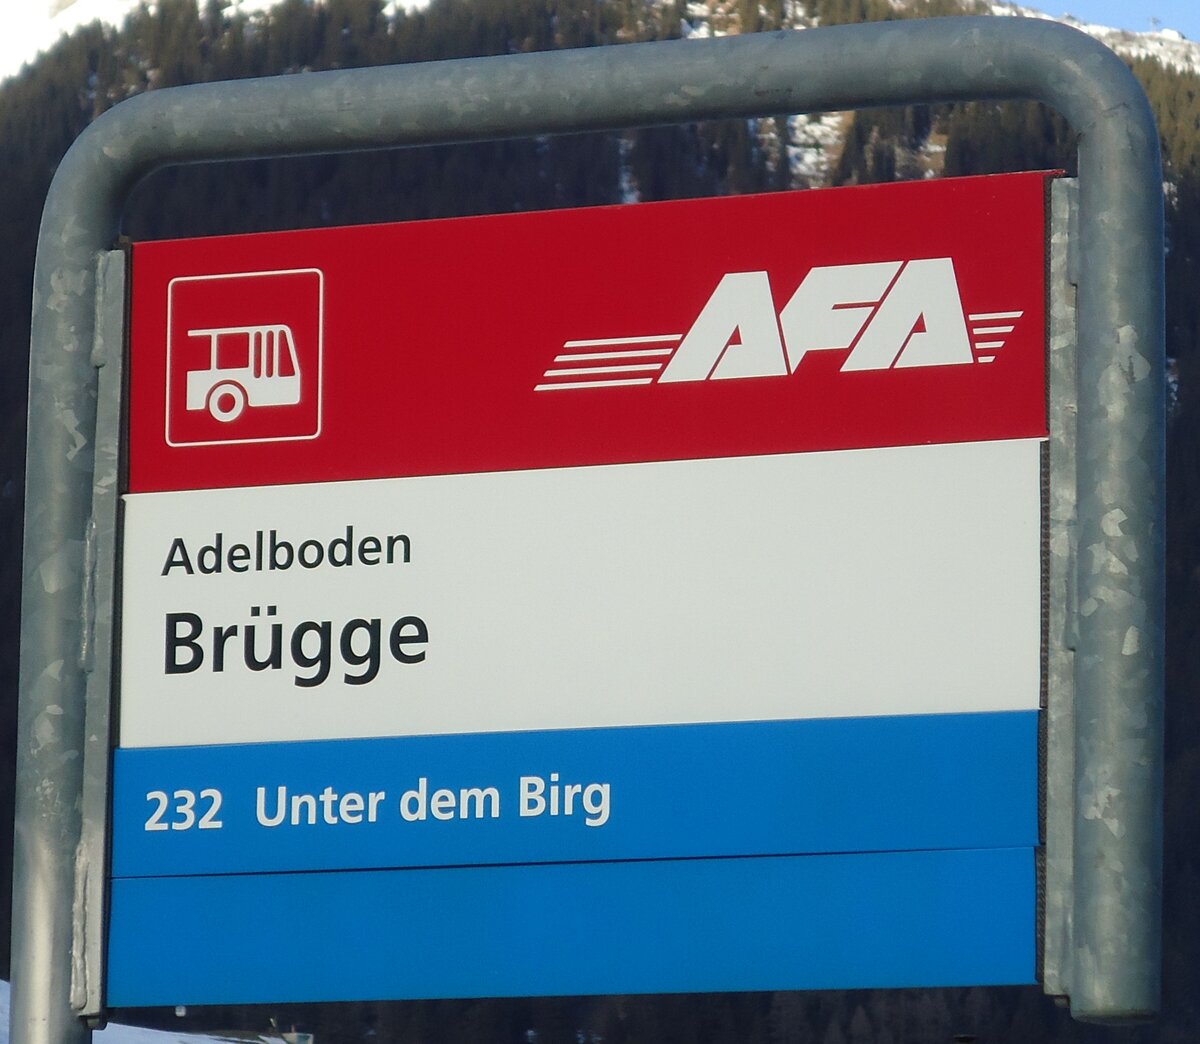 AFA
Adelboden
Brügge
232 Unter dem Birg